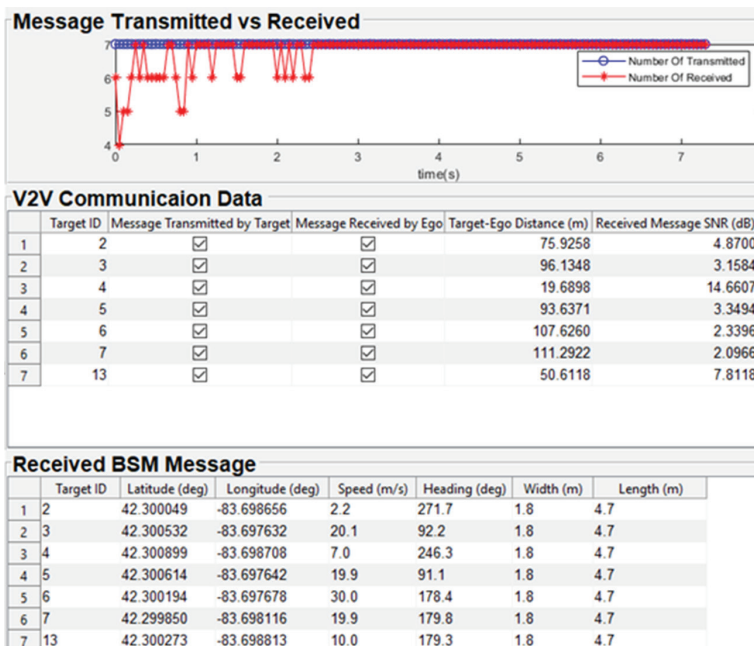 Message Transmitted vs Received
7
6
5
4
0 1 2 3 4 5 6 7
time(s)
Number Of Transmitted
Number Of Received
V2V Communicaion Data
Target ID Message Transmitted by Target Message Received by Ego Target-Ego Distance (m) Received Message SNR (dB)
1 2 75.9258 4.8700
2 3 96.1348 3.1584
3 4 19.6898 14.6607
4 5 93.6371 3.3494
5 6 107.6260 2.3396
6 7 111.2922 2.0966
7 13 50.6118 7.8118
Received BSM Message
Target ID Latitude (deg) Longitude (deg) Speed (m/s) Heading (deg) Width (m) Length (m)
1 2 42.300049 -83.698656 2.2 271.7 1.8 4.7
2 3 42.300532 -83.697632 20.1 92.2 1.8 4.7
3 4 42.300899 -83.698708 7.0 246.3 1.8 4.7
4 5 42.300614 -83.697642 19.9 91.1 1.8 4.7
5 6 42.300194 -83.697678 30.0 178.4 1.8 4.7
6 7 42.299850 -83.698116 19.9 179.8 1.8 4.7
7 13 42.300273 -83.698813 10.0 179.3 1.8 4.7